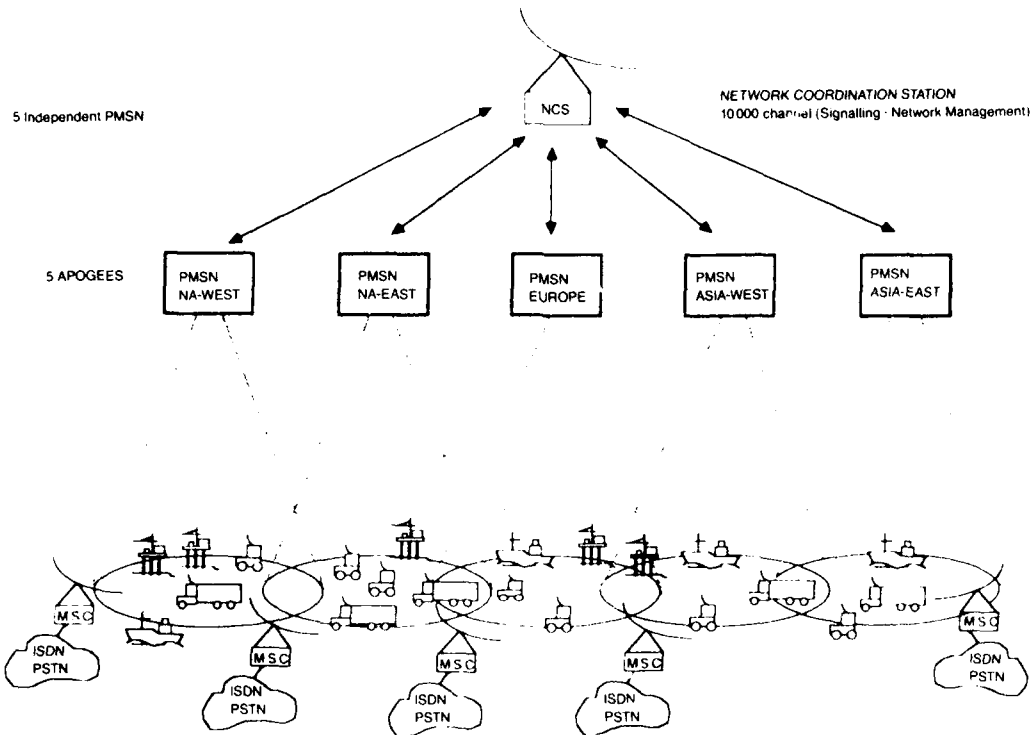 5 Independent PMSN
NCS
NETWORK COORDINATION STATION
10 000 channel (Signalling - Network Management)
5 APOGEES
PMSN
NA-WEST
PMSN
NA-EAST
PMSN
EUROPE
PMSN
ASIA-WEST
PMSN
ASIA-EAST
MSC
ISDN
PSTN
MSC
ISDN
PSTN
MSC
ISDN
PSTN
MSC
ISDN
PSTN
MSC
ISDN
PSTN